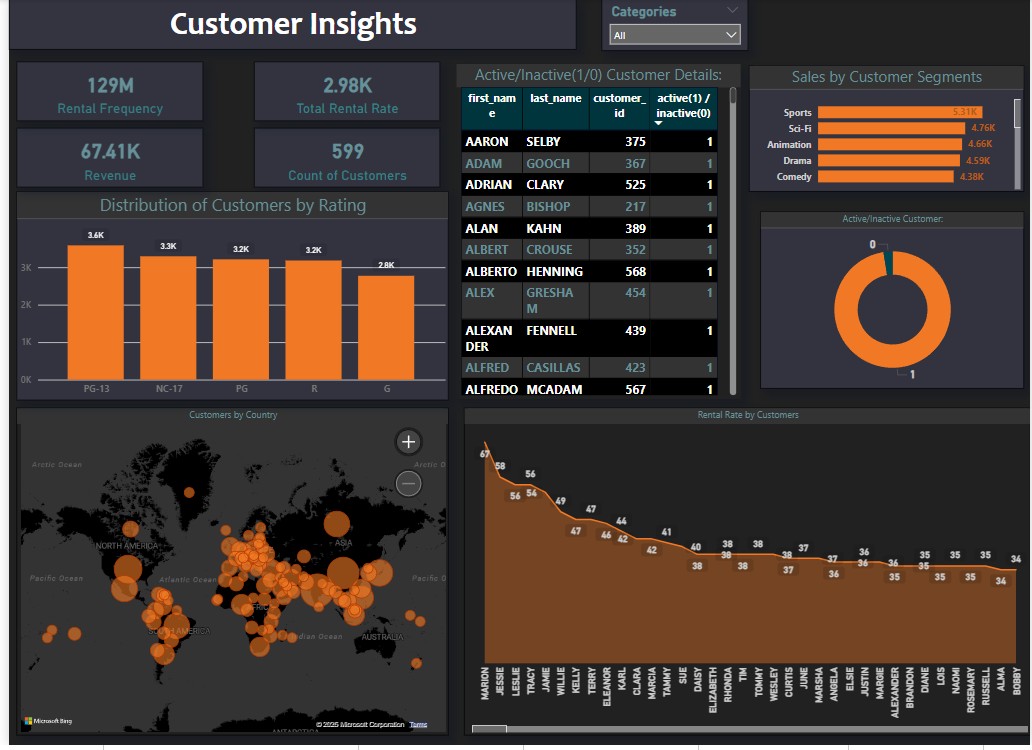 Customer Insights
Categories
All
129M
Rental Frequency
2.98K
Total Rental Rate
67.41K
Revenue
599
Count of Customers
Active/Inactive(1/0) Customer Details:
first_nam
e
last_name
customer_
id
active(1) /
inactive(0)
AARON SELBY 375 1
ADAM GOOCH 367 1
ADRIAN CLARY 525 1
AGNES BISHOP 217 1
ALAN KAHN 389 1
ALBERT CROUSE 352 1
ALBERTO HENNING 568 1
ALEX GRESHA 454 1
M
ALEXAN FENNELL 439 1
DER
ALFRED CASILLAS 423 1
ALFREDO MCADAM 567 1
Sales by Customer Segments
Sports 5.31K
Sci-Fi 4.76K
Animation 4.66K
Drama 4.59K
Comedy 4.38K
Distribution of Customers by Rating
3.6K 3.3K 3.2K 3.2K 2.8K
3K
2K
1K
0K
PG-13 NC-17 PG R G
Active/Inactive Customer:
0
1
Customers by Country
Arctic Ocean
NORTH AMERICA
ASIA
Pacific Ocean
Atlantic Ocean
SOUTH AMERICA
Indian Ocean
AUSTRALIA
Microsoft Bing
© 2025 Microsoft Corporation Terms
Rental Rate by Customers
67 58 56 56 54 49 47 47 46 44 42 42 41 40 38 38 38 38 38 38 37 37 37 36 36 36 36 35 35 35 35 35 35 35 34 34
MARION
JESSIE
LESLIE
TRACY
JAMIE
WILLIE
KELLY
TERRY
ELEANOR
KARL
CLARA
MARCIA
TAMMY
SUE
DAISY
ELIZABETH
RHONDA
TIM
TOMMY
WESLEY
CURTIS
JUNE
MARSHA
ANGELA
ELSIE
JUSTIN
MARGIE
ALEXANDER
BRANDON
DIANE
LOIS
NAOMI
ROSEMARY
RUSSELL
ALMA
BOBBY